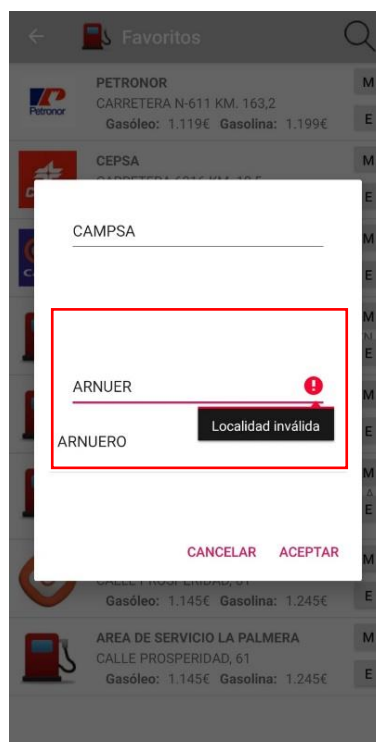 Favoritos
PETRONOR
M
CARRETERA N-611 KM. 163,2
Petronor
Gasóleo: 1.119€ Gasolina: 1.199€
E
CEPSA
M
E
CAMPSA
M
E
M
E
ARNUER
M
Localidad inválida
E
ARNUERO
M
E
CANCELAR ACEPTAR
M
CALLE PROSPERIDAD, 61
Gasóleo: 1.145€ Gasolina: 1.245€
E
AREA DE SERVICIO LA PALMERA
M
CALLE PROSPERIDAD, 61
Gasóleo: 1.145€ Gasolina: 1.245€
E